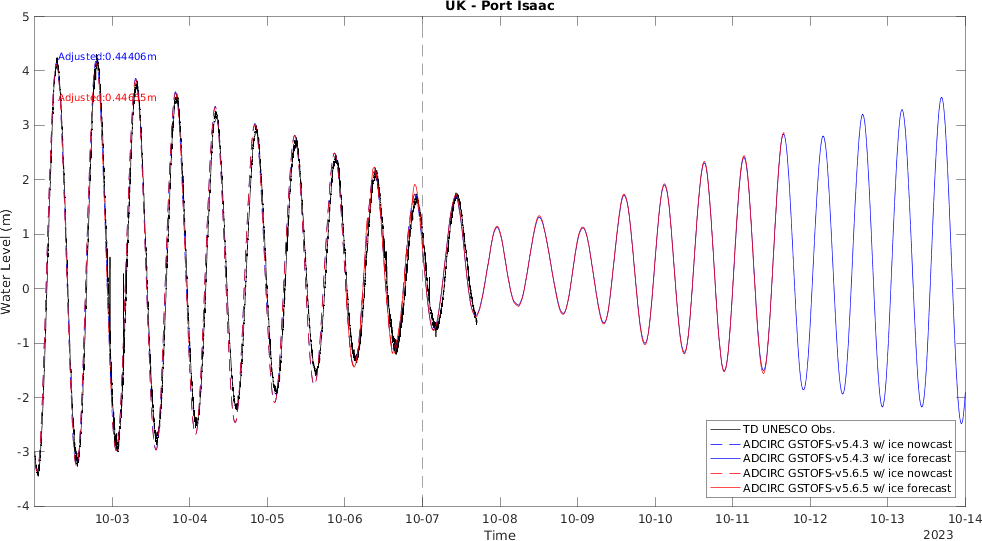 UK - Port Isaac
5
4
3
2
1
0
-1
-2
-3
-4
Water Level (m)
Adjusted:0.44406m
Adjusted:0.44655m
TD UNESCO Obs.
ADCIRC GSTOFS-v5.4.3 w/ ice nowcast
ADCIRC GSTOFS-v5.4.3 w/ ice forecast
ADCIRC GSTOFS-v5.6.5 w/ ice nowcast
ADCIRC GSTOFS-v5.6.5 w/ ice forecast
10-03 10-04 10-05 10-06 10-07 10-08 10-09 10-10 10-11 10-12 10-13 10-14
Time
2023